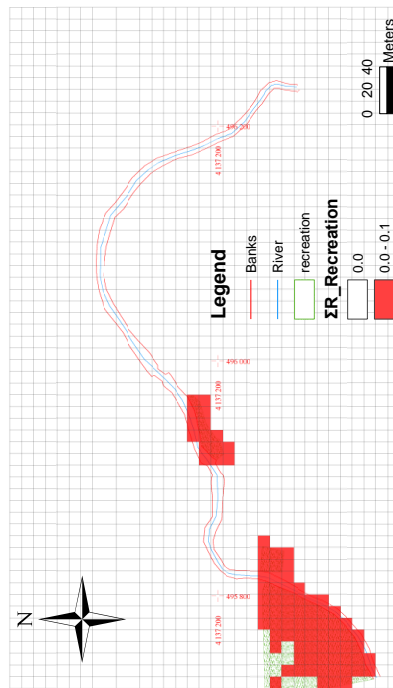 N
496 200
4 137 200
496 000
4 137 200
495 800
4 137 200
Legend
Banks
River
recreation
ΣR_Recreation
0.0
0.0 - 0.1
0 20 40
Meters